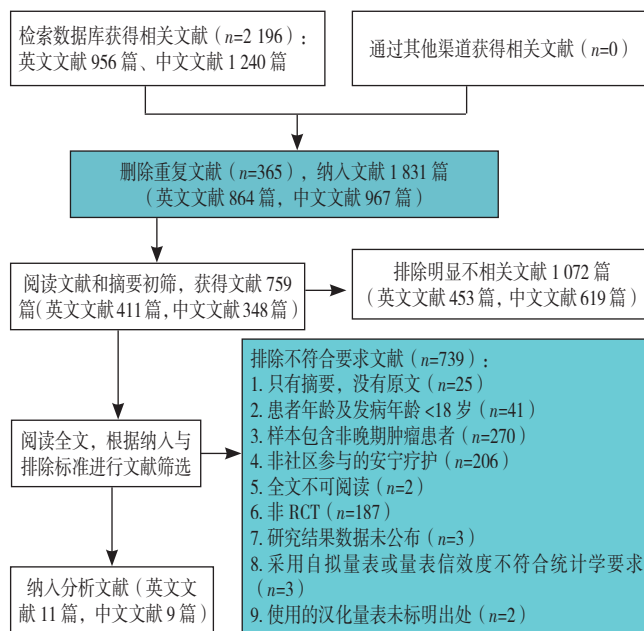 检索数据库获得相关文献（n=2 196）：
英文文献 956 篇、中文文献 1 240 篇
通过其他渠道获得相关文献（n=0）
删除重复文献（n=365），纳入文献 1 831 篇
（英文文献 864 篇，中文文献 967 篇）
阅读文献和摘要初筛，获得文献 759
篇（英文文献 411篇，中文文献 348篇）
排除明显不相关文献 1 072 篇
（英文文献 453 篇，中文文献 619 篇）
阅读全文，根据纳入与
排除标准进行文献筛选
排除不符合要求文献（n=739）：
1. 只有摘要，没有原文（n=25）
2. 患者年龄及发病年龄 <18 岁（n=41）
3. 样本包含非晚期肿瘤患者（n=270）
4. 非社区参与的安宁疗护（n=206）
5. 全文不可阅读（n=2）
6. 非 RCT（n=187）
7. 研究结果数据未公布（n=3）
8. 采用自拟量表或量表信效度不符合统计学要求
（n=3）
9. 使用的汉化量表未标明出处（n=2）
纳入分析文献（英文文
献 11篇，中文文献 9篇）